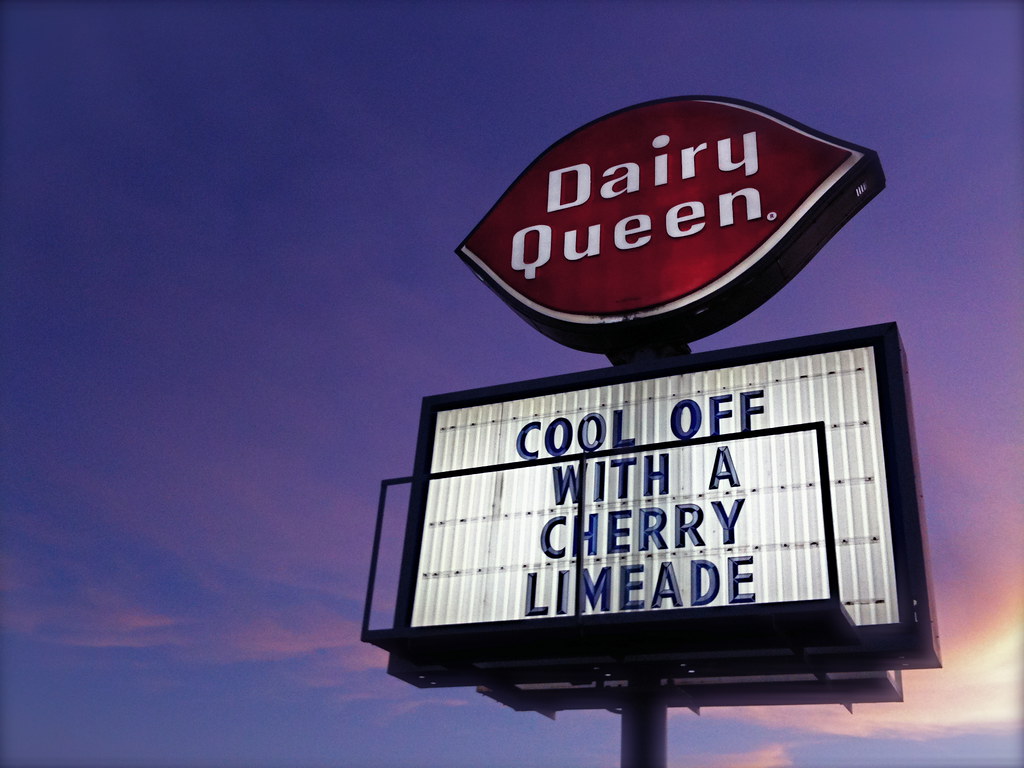 Dairy
Queen®
COOL OFF
WITH A
CHERRY
LIMEADE